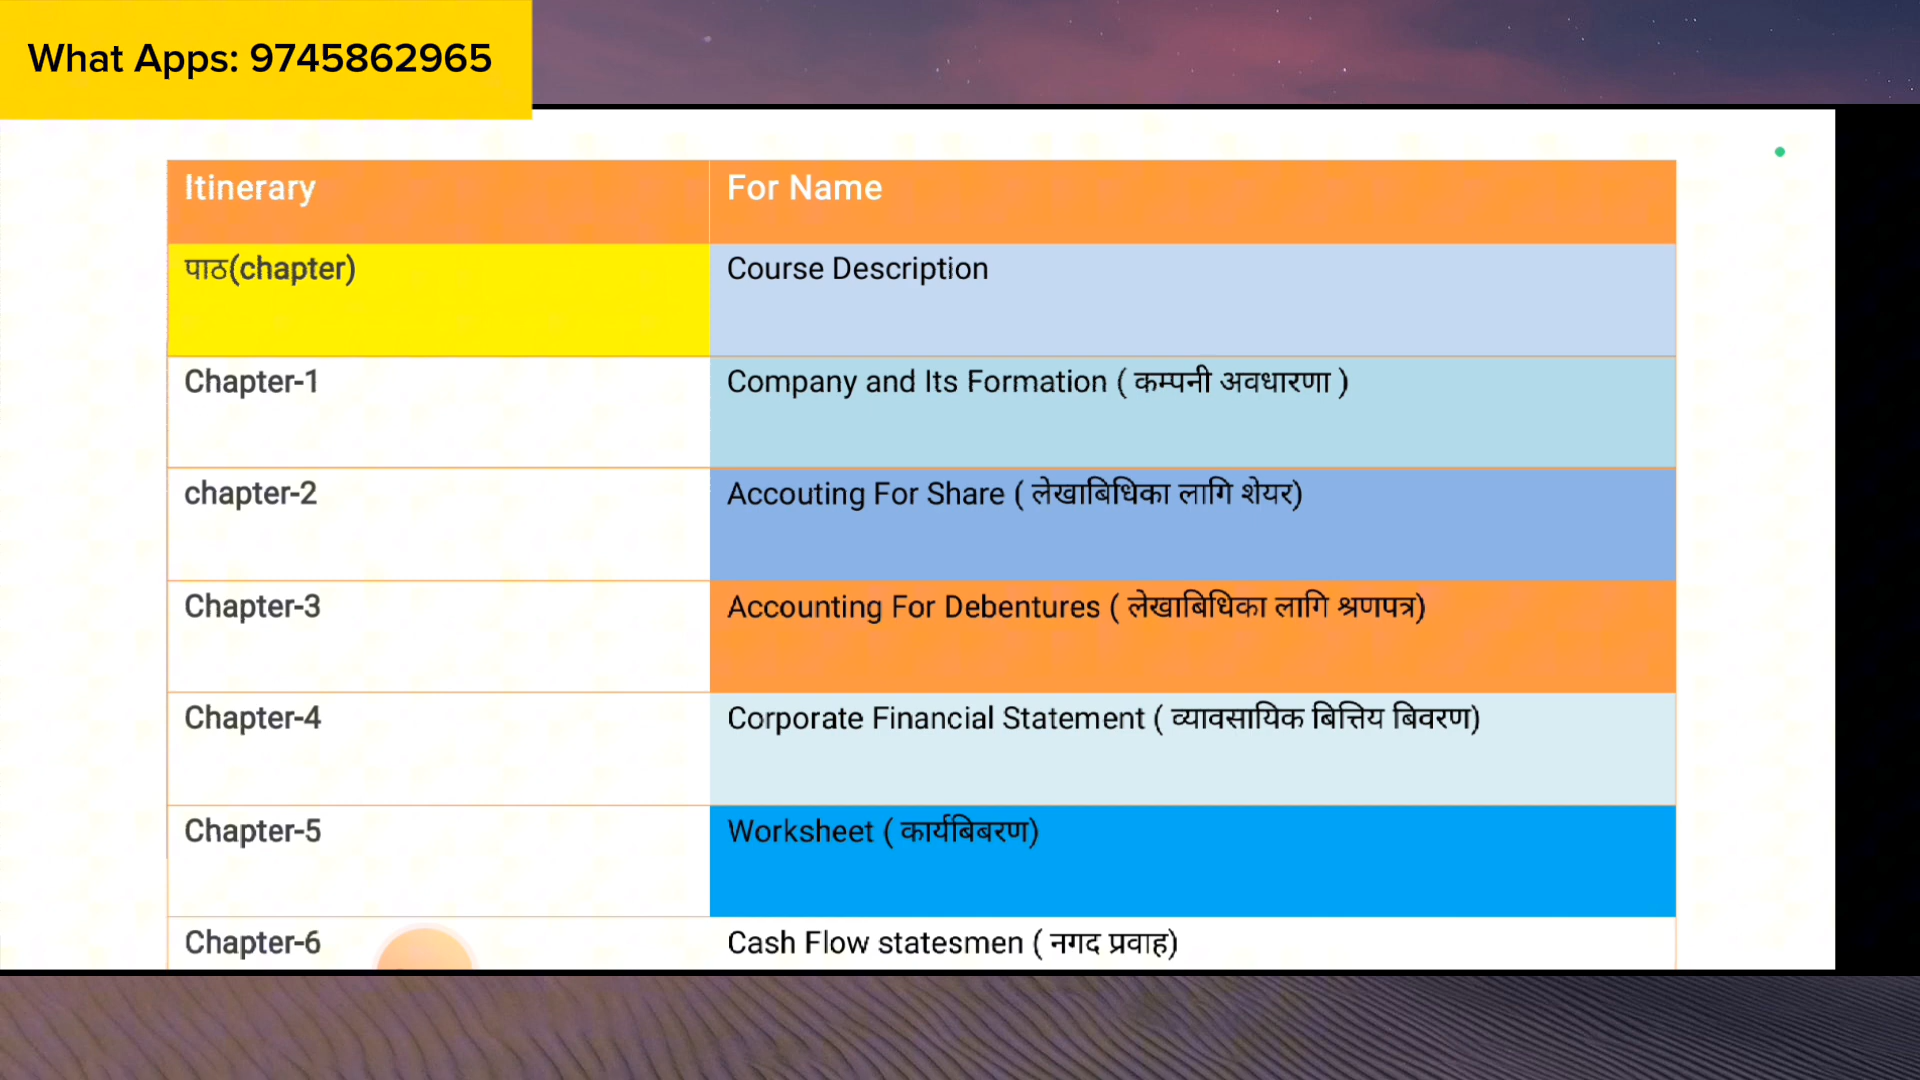 What Apps: 9745862965
Itinerary
For Name
पाठ(chapter)
Course Description
Chapter-1
Company and Its Formation ( कम्पनी अवधारणा )
chapter-2
Accouting For Share ( लेखाबिधिका लागि शेयर)
Chapter-3
Accounting For Debentures ( लेखाबिधिका लागि श्रणपत्र)
Chapter-4
Corporate Financial Statement ( व्यावसायिक बित्तिय बिवरण)
Chapter-5
Worksheet ( कार्यबिबरण)
Chapter-6
Cash Flow statesmen ( नगद प्रवाह)